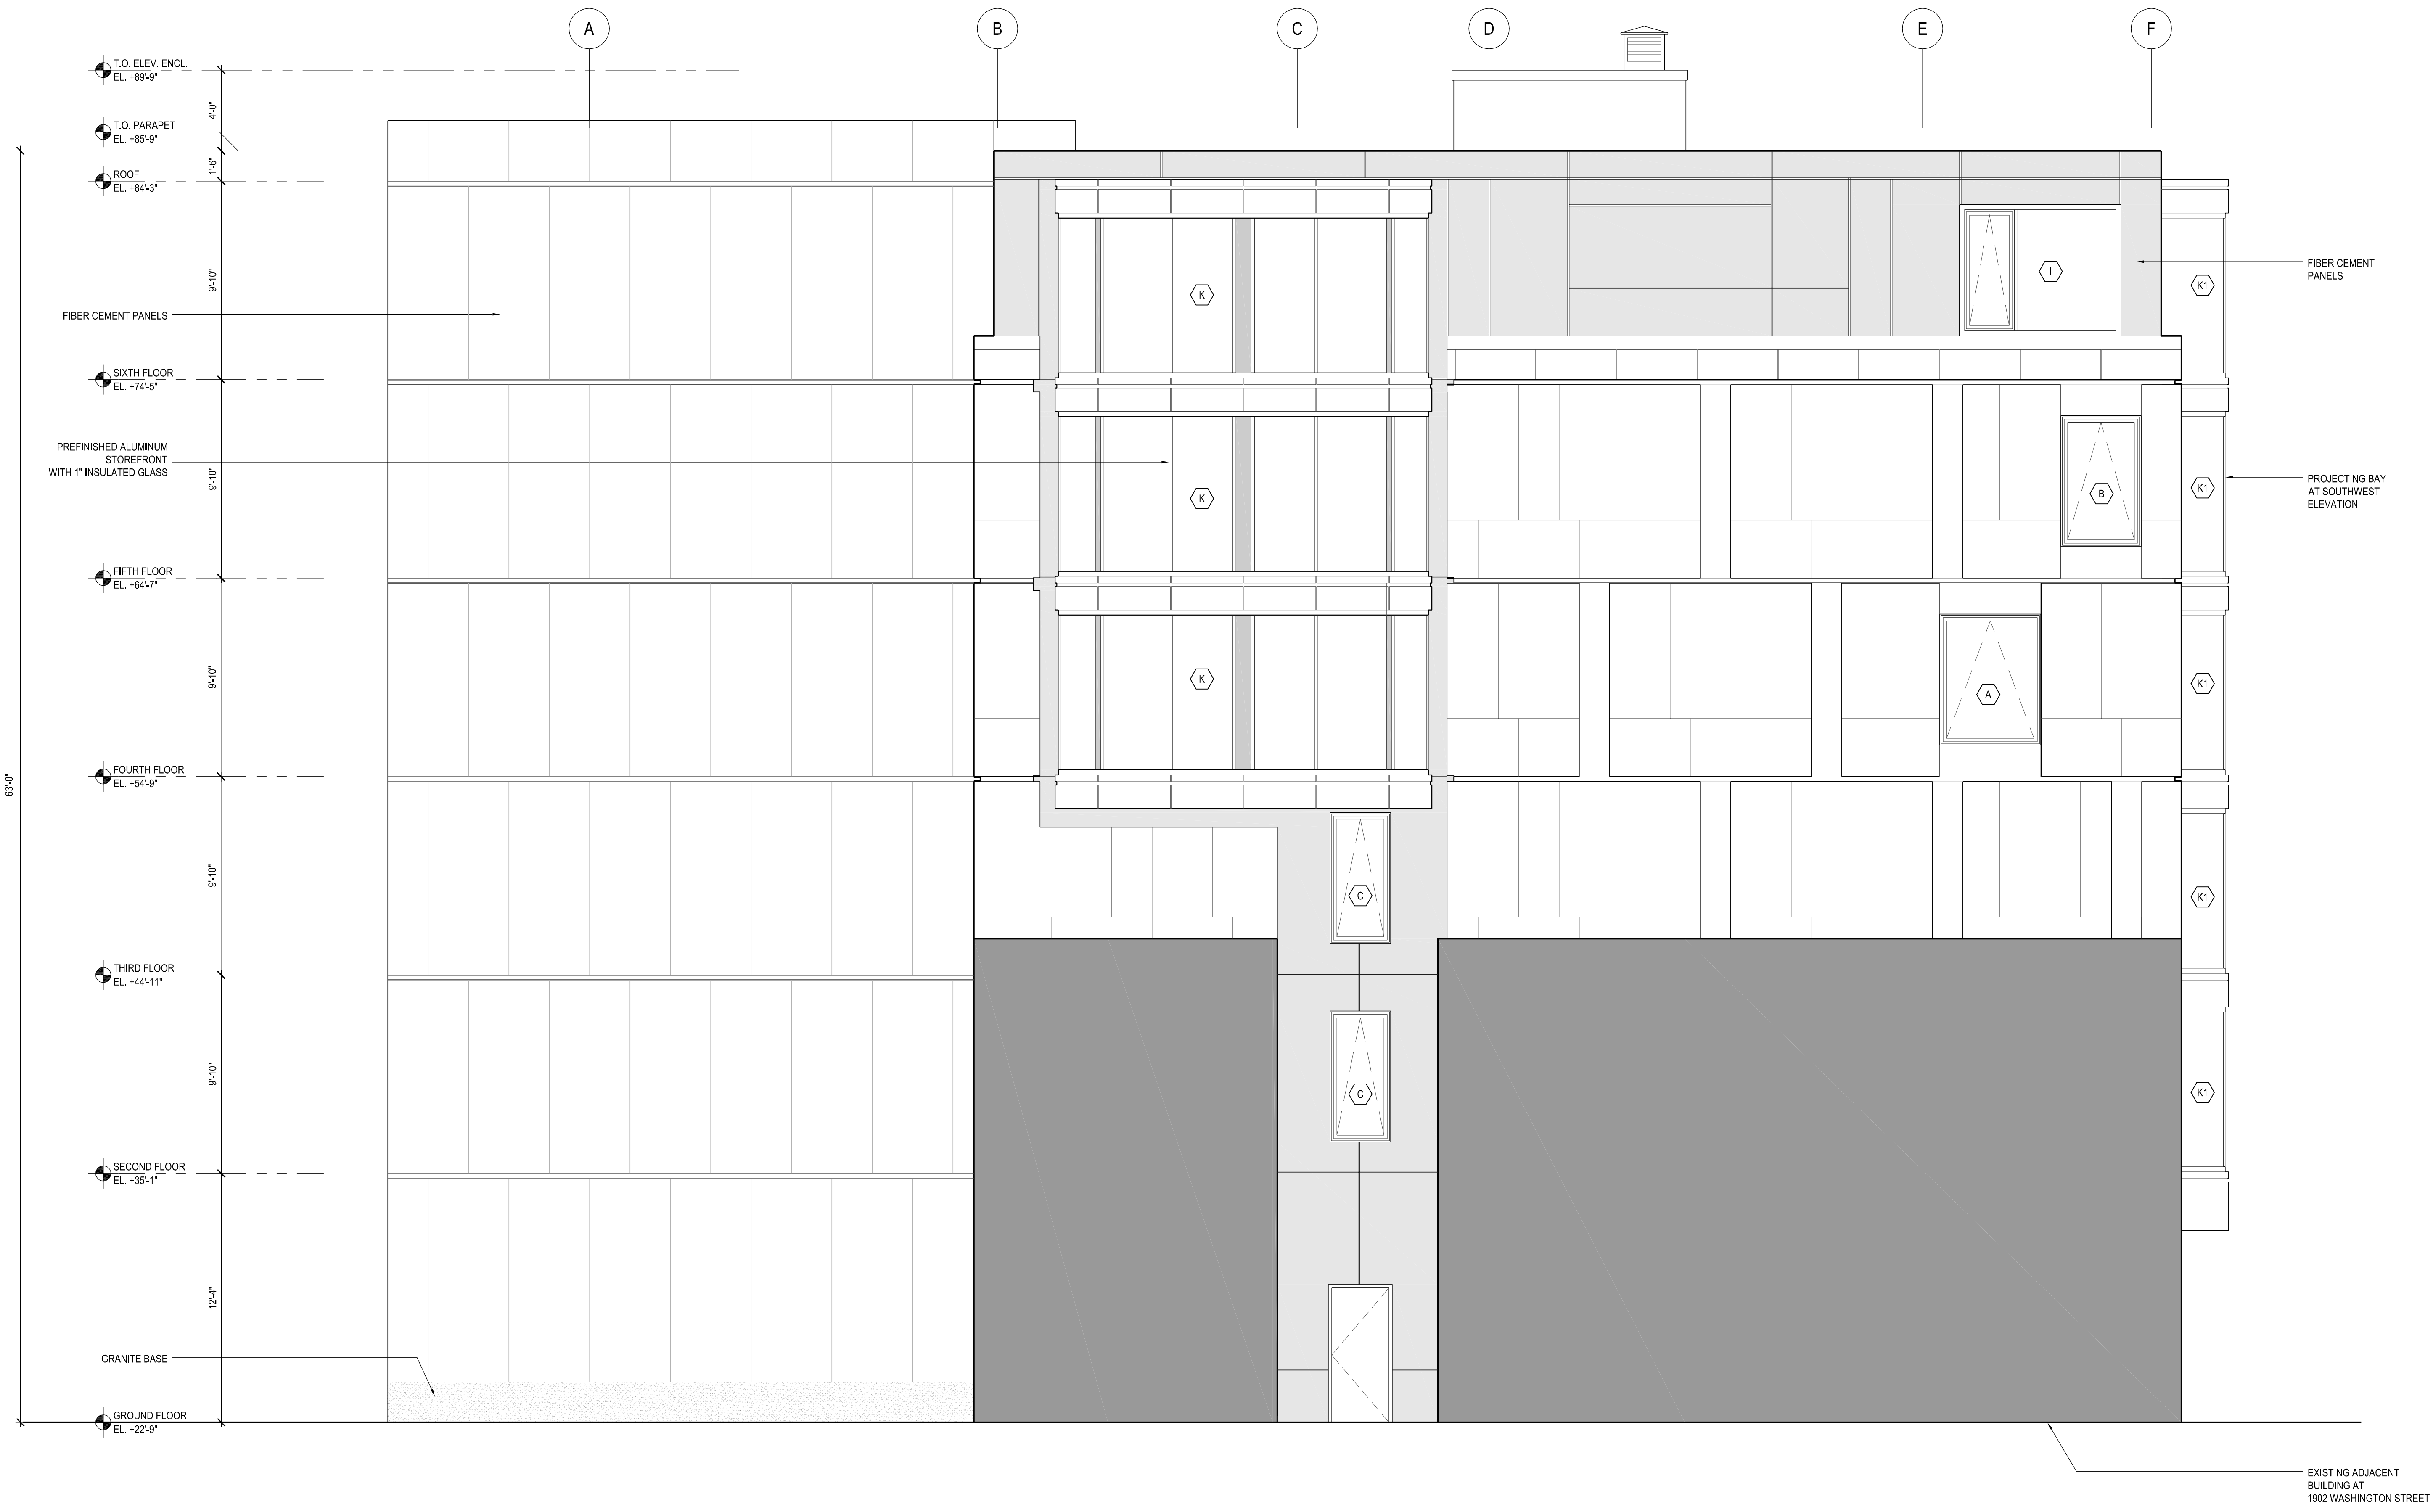 A
B
C
D
E
F
T.O. ELEV. ENCL.
EL. +89'-9"
4'-0"
T.O. PARAPET
EL. +85'-9"
1'-6"
ROOF
EL. +84'-3"
9'-10"
FIBER CEMENT PANELS
K
I
K1
FIBER CEMENT
PANELS
SIXTH FLOOR
EL. +74'-5"
PREFINISHED ALUMINUM
STOREFRONT
WITH 1" INSULATED GLASS
9'-10"
K
B
K1
PROJECTING BAY
AT SOUTHWEST
ELEVATION
FIFTH FLOOR
EL. +64'-7"
9'-10"
K
A
K1
FOURTH FLOOR
EL. +54'-9"
63'-0"
9'-10"
C
K1
THIRD FLOOR
EL. +44'-11"
9'-10"
C
K1
SECOND FLOOR
EL. +35'-1"
12'-4"
GRANITE BASE
GROUND FLOOR
EL. +22'-9"
EXISTING ADJACENT
BUILDING AT
1902 WASHINGTON STREET